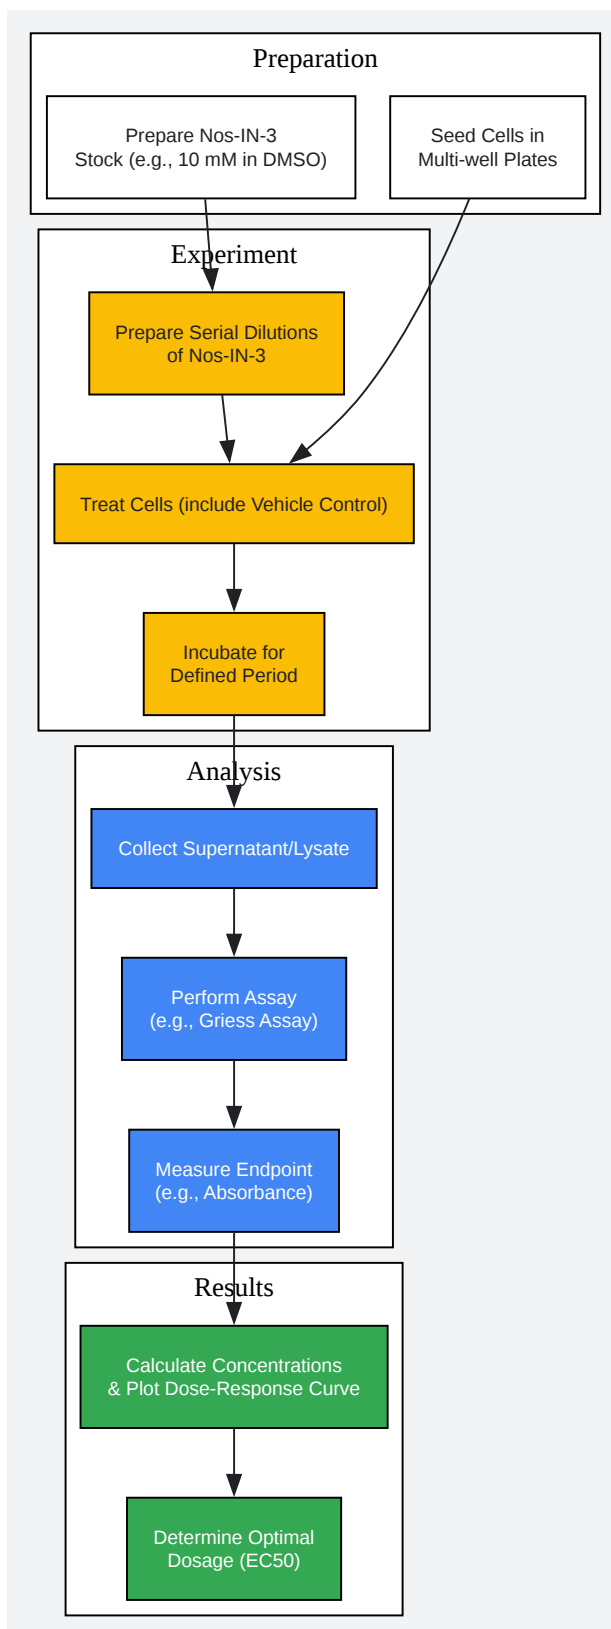 Preparation
Prepare Nos-IN-3
Stock (e.g., 10 mM in DMSO)
Seed Cells in
Multi-well Plates
Experiment
Prepare Serial Dilutions
of Nos-IN-3
Treat Cells (include Vehicle Control)
Incubate for
Defined Period
Analysis
Collect Supernatant/Lysate
Perform Assay
(e.g., Griess Assay)
Measure Endpoint
(e.g., Absorbance)
Results
Calculate Concentrations
& Plot Dose-Response Curve
Determine Optimal
Dosage (EC50)